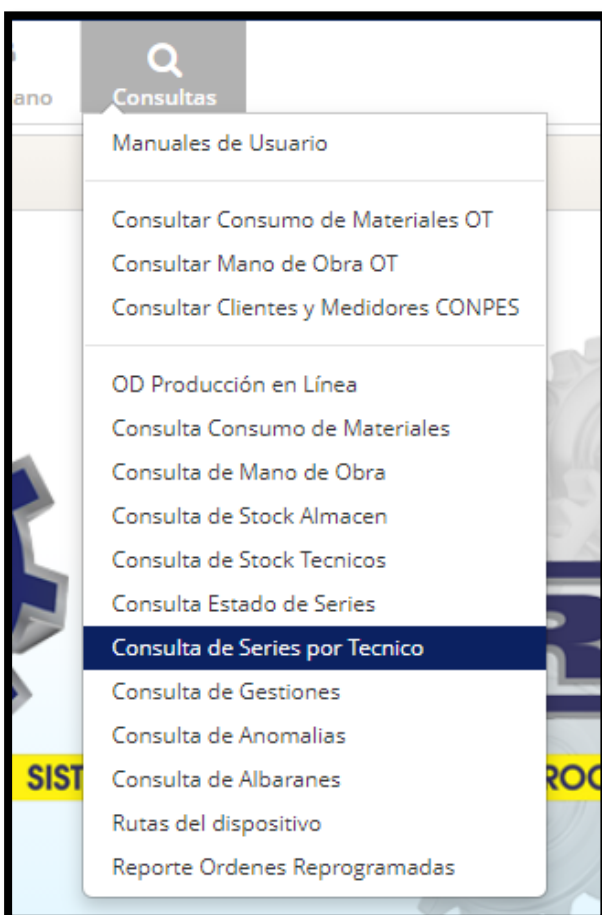 ano
Consultas
Manuales de Usuario
Consultar Consumo de Materiales OT
Consultar Mano de Obra OT
Consultar Clientes y Medidores CONPES
OD Producción en Línea
Consulta Consumo de Materiales
Consulta de Mano de Obra
Consulta de Stock Almacen
Consulta de Stock Tecnicos
Consulta Estado de Series
Consulta de Series por Tecnico
Consulta de Gestiones
Consulta de Anomalias
SIST
Consulta de Albaranes
ROC
Rutas del dispositivo
Reporte Ordenes Reprogramadas